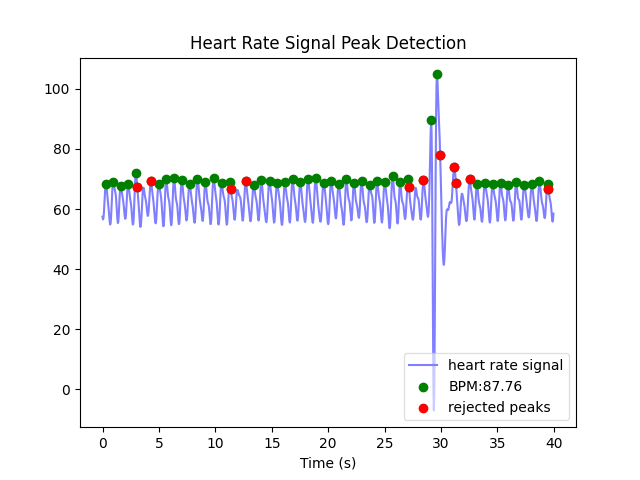 Heart Rate Signal Peak Detection
100
80
60
40
20
0
heart rate signal
BPM:87.76
rejected peaks
0 5 10 15 20 25 30 35 40
Time (s)